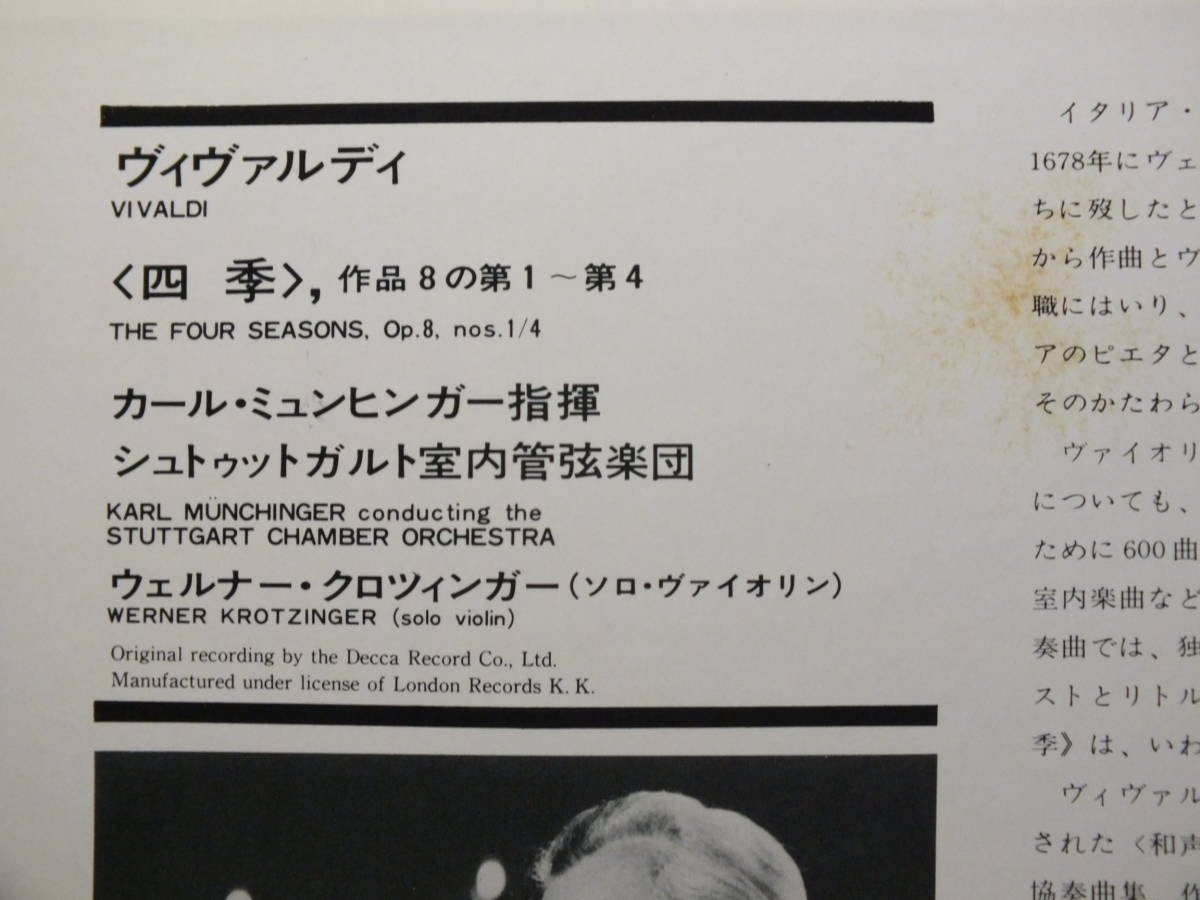 ヴィヴァルディ
VIVALDI
〈四 季〉, 作品8の第1～第4
THE FOUR SEASONS, Op.8, nos.1/4
カール・ミュンヒンガー指揮
シュトゥットガルト室内管弦楽団
KARL MÜNCHINGER conducting the
STUTTGART CHAMBER ORCHESTRA
ウェルナー・クロツィンガー(ソロ・ヴァイオリン)
WERNER KROTZINGER (solo violin)
Original recording by the Decca Record Co., Ltd.
Manufactured under license of London Records K. K.
イタリア・
1678年にヴェ
ちに歿したと
から作曲とヴ
職にはいり、
アのピエタと
そのかたわら
ヴァイオリ
についても、
ために600曲
室内楽曲など
奏曲では、独
ストとリトル
季》は、いわ
ヴィヴァル
された〈和声
協奏曲集 作